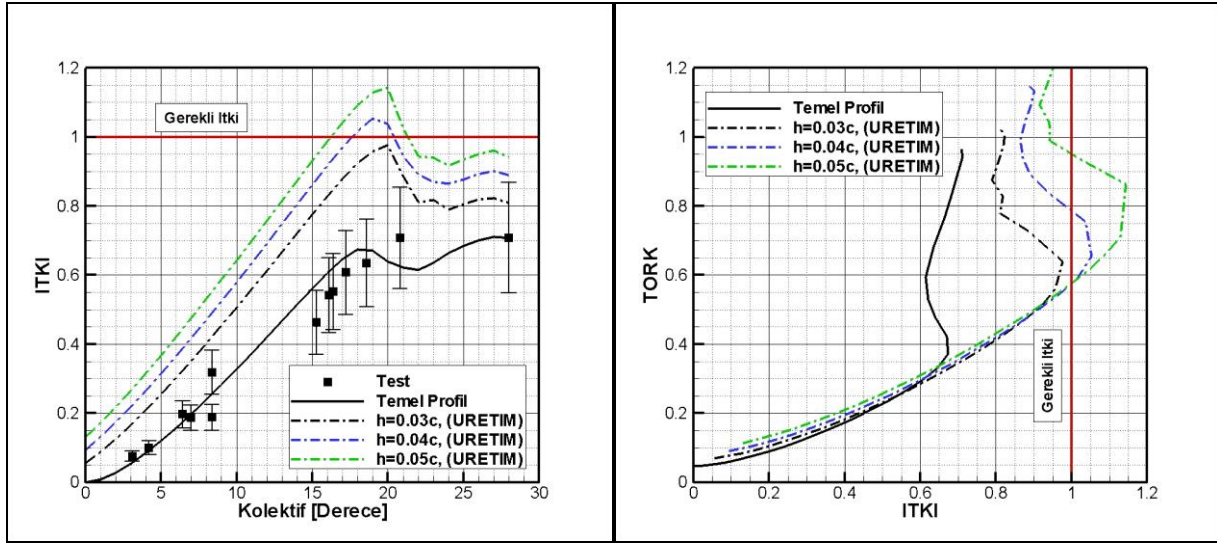 1.2
1
0.8
0.6
0.4
0.2
0
ITKI
Gerekli Itki
Test
Temel Profil
h=0.03c, (URETIM)
h=0.04c, (URETIM)
h=0.05c, (URETIM)
0 5 10 15 20 25 30
Kolektif [Derece]
1.2
1
0.8
0.6
0.4
0.2
0
TORK
Temel Profil
h=0.03c, (URETIM)
h=0.04c, (URETIM)
h=0.05c, (URETIM)
Gerekli Itki
0 0.2 0.4 0.6 0.8 1 1.2
ITKI